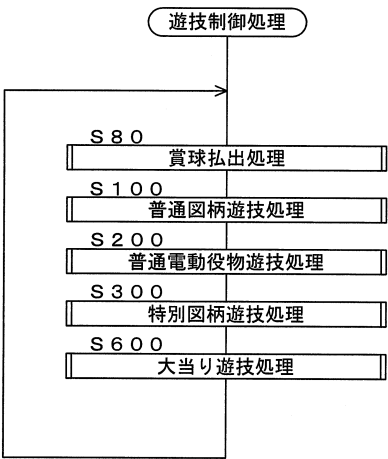 遊技制御処理
S80
賞球払出処理
S100
普通図柄遊技処理
S200
普通電動役物遊技処理
S300
特別図柄遊技処理
S600
大当り遊技処理